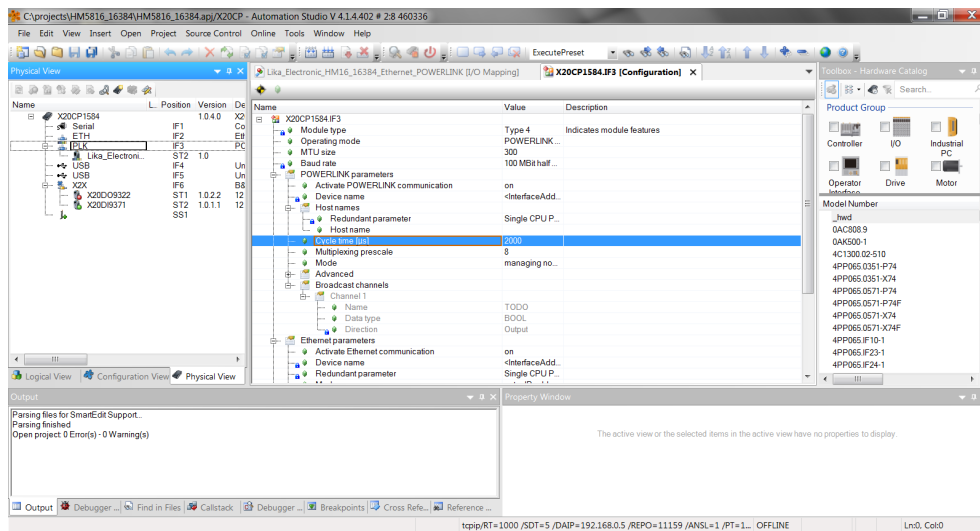 C:\projects\HM5816_16384\HM5816_16384.apj/X20CP - Automation Studio V 4.1.4.402 # 2:8 460336
File Edit View Insert Open Project Source Control Online Tools Window Help
ExecutePreset
Physical View
Lika_Electronic_HM16_16384_Ethernet_POWERLINK [I/O Mapping]
X20CP1584.IF3 [Configuration]
Toolbox - Hardware Catalog
Search...
Name L.. Position Version De
X20CP1584 1.0.4.0 X2
Serial IF1 Co
ETH IF2 Eth
PLK IF3 PO
Lika_Electroni... ST2 1.0
USB IF4 Un
USB IF5 Un
X2X IF6 B&
X20DO9322 ST1 1.0.2.2 12
X20DI9371 ST2 1.0.1.1 12
SS1
Name Value Description
X20CP1584.IF3
Module type Type 4 Indicates module features
Operating mode POWERLINK...
MTU size 300
Baud rate 100 MBit half ...
POWERLINK parameters
Activate POWERLINK communication on
Device name <InterfaceAdd...
Host names
Redundant parameter Single CPU P...
Host name
Cycle time [µs] 2000
Multiplexing prescale 8
Mode managing no...
Advanced
Broadcast channels
Channel 1
Name TODO
Data type BOOL
Direction Output
Ethernet parameters
Activate Ethernet communication on
Device name <InterfaceAdd...
Redundant parameter Single CPU P...
Product Group
Controller I/O Industrial PC
Operator Interface Drive Motor
Model Number
_hwd
0AC808.9
0AK500-1
4C1300.02-510
4PP065.0351-P74
4PP065.0351-X74
4PP065.0571-P74
4PP065.0571-P74F
4PP065.0571-X74
4PP065.0571-X74F
4PP065.IF10-1
4PP065.IF23-1
4PP065.IF24-1
Logical View Configuration View Physical View
Output
Parsing files for SmartEdit Support...
Parsing finished
Open project: 0 Error(s) - 0 Warning(s)
Property Window
The active view or the selected items in the active view have no properties to display.
Output Debugger ... Find in Files Callstack Debugger ... Breakpoints Cross Refe... Reference ...
tcpip/RT=1000 /SDT=5 /DAIP=192.168.0.5 /REPO=11159 /ANSL=1 /PT=1... OFFLINE Ln:0, Col:0